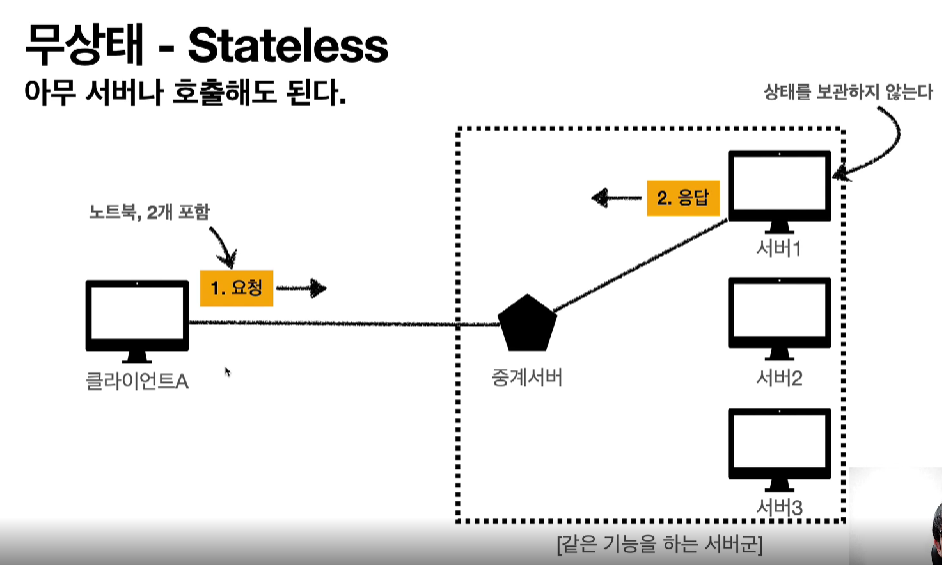 무상태 - Stateless
아무 서버나 호출해도 된다.
상태를 보관하지 않는다
2. 응답
노트북, 2개 포함
서버1
1. 요청
클라이언트A
중계서버
서버2
서버3
[같은 기능을 하는 서버군]